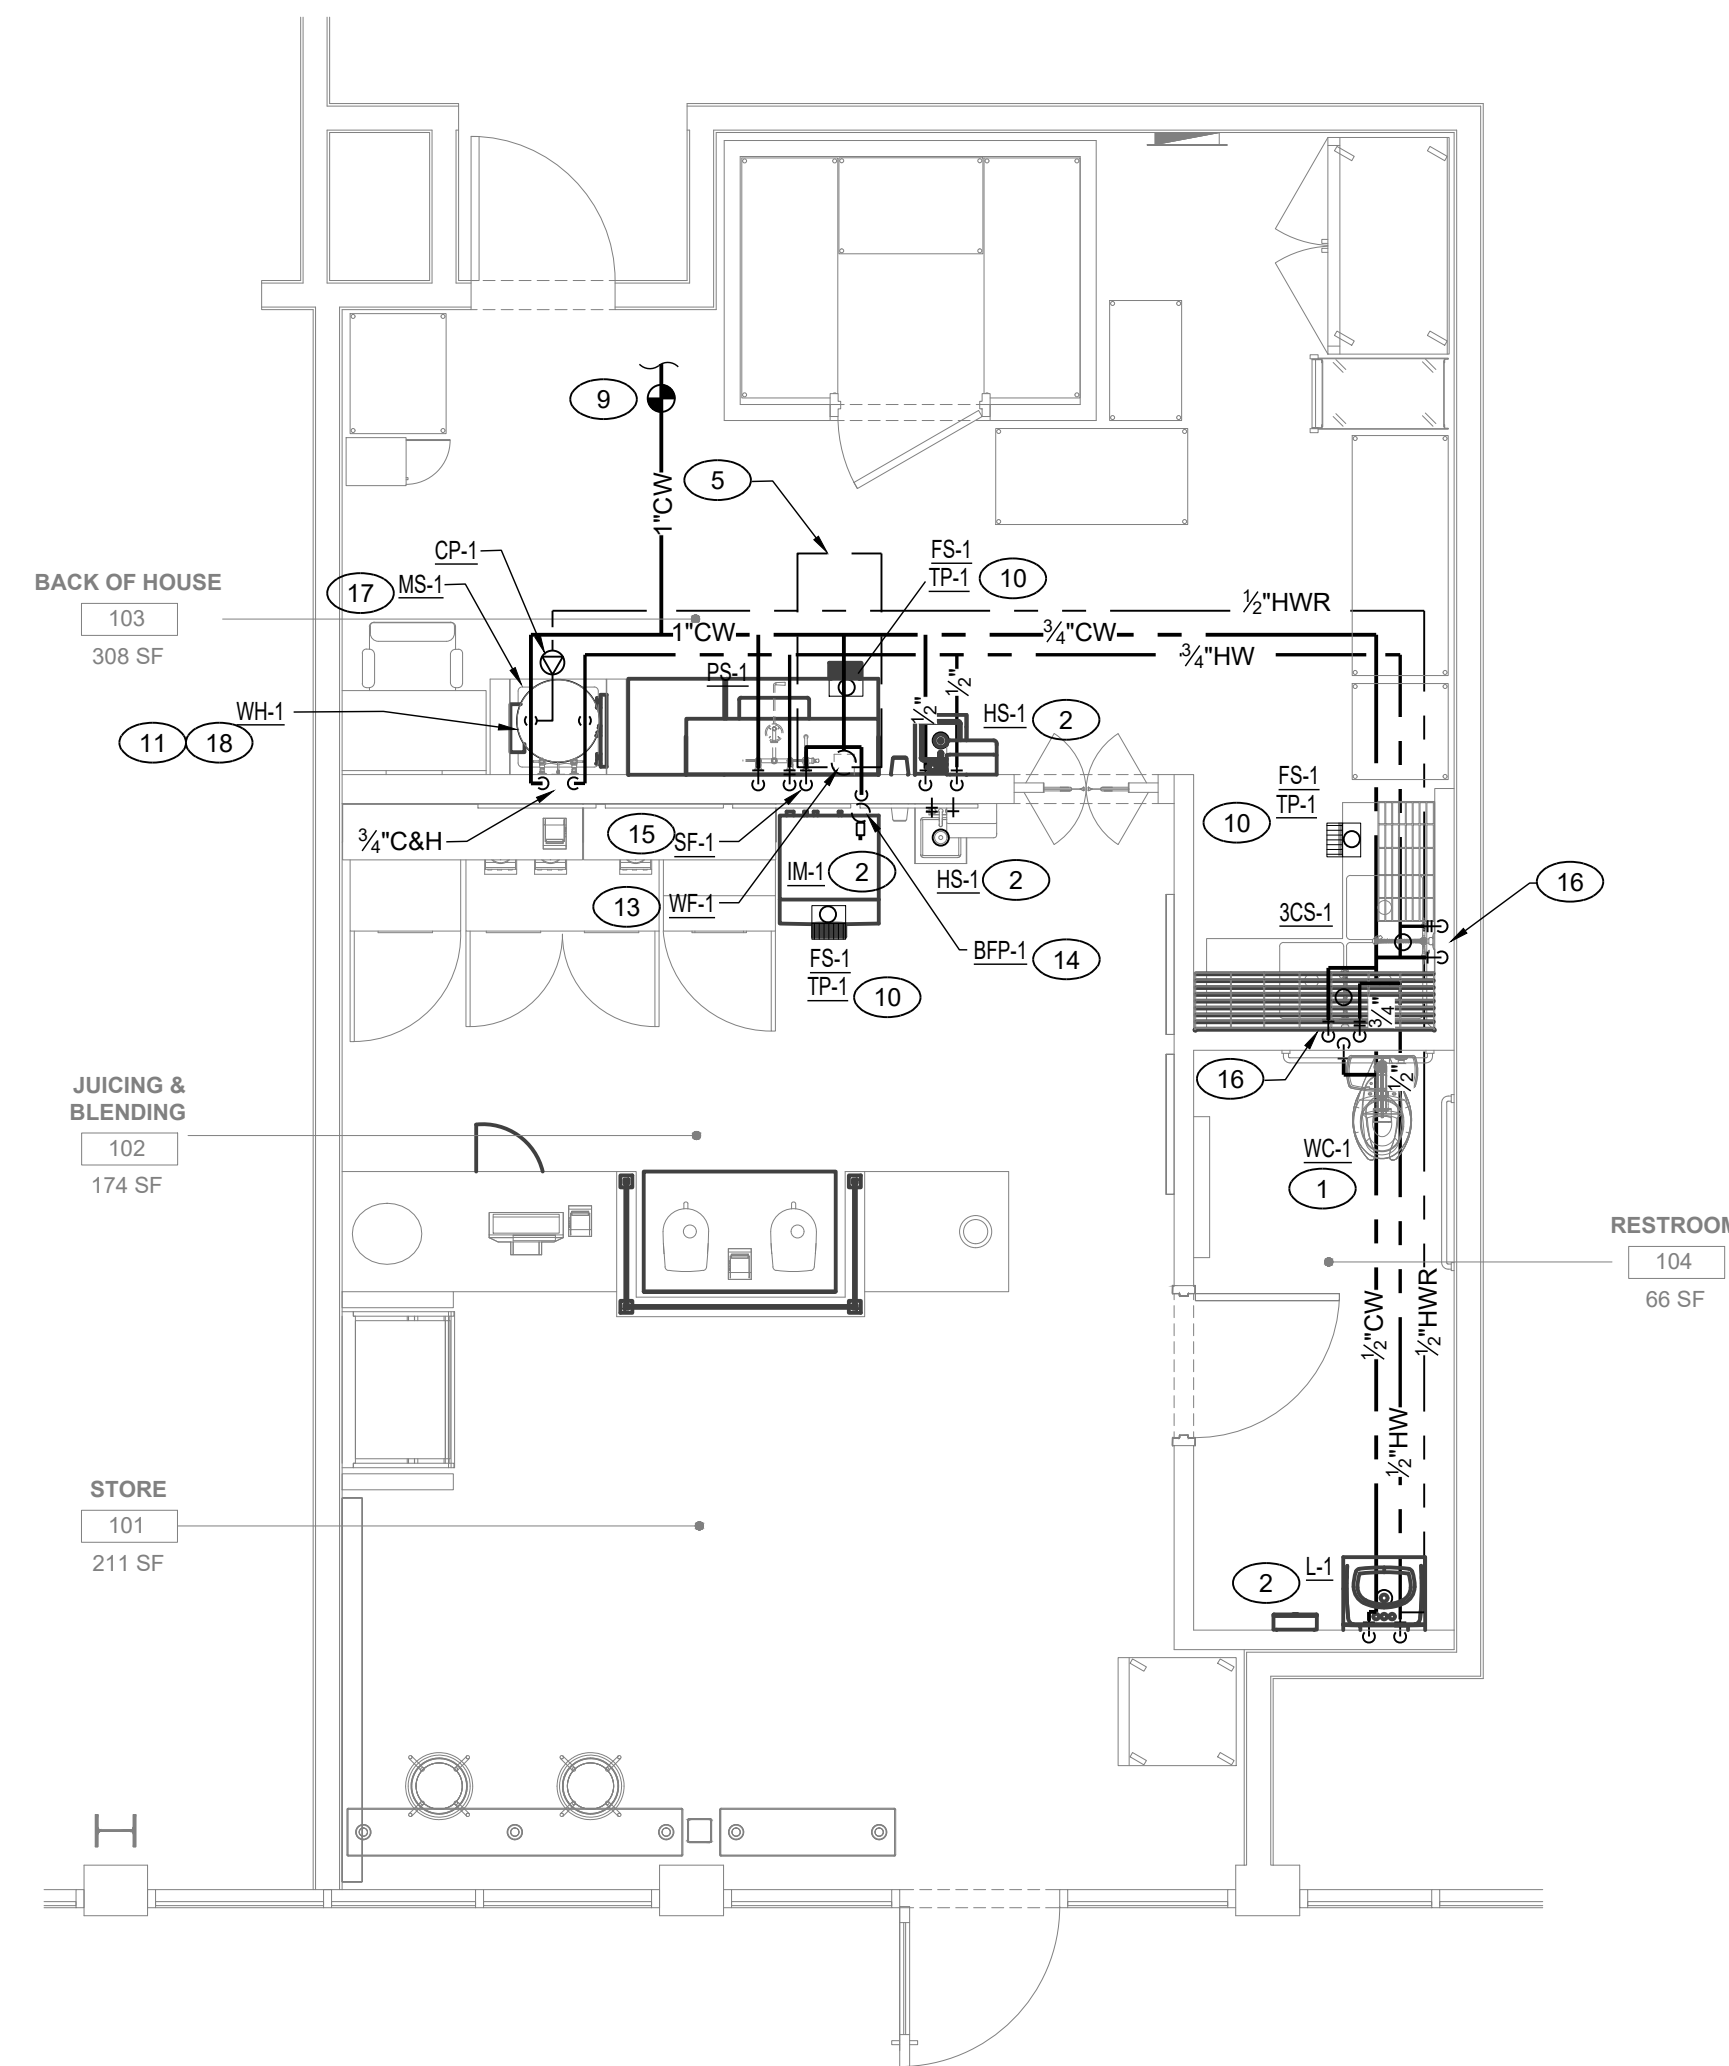 9
1"CW
5
CP-1
FS-1
TP-1
10
17
MS-1
BACK OF HOUSE
103
308 SF
½"HWR
1"CW
¾"CW
¾"HW
PS-1
½"
½"
WH-1
11
18
HS-1
2
FS-1
TP-1
10
¾"C&H
15
SF-1
IM-1
2
HS-1
2
16
13
WF-1
3CS-1
BFP-1
14
FS-1
TP-1
10
¾"
16
½"
JUICING &
BLENDING
102
174 SF
WC-1
1
RESTROOM
104
66 SF
½"CW
½"HWR
½"HW
STORE
101
211 SF
2
L-1